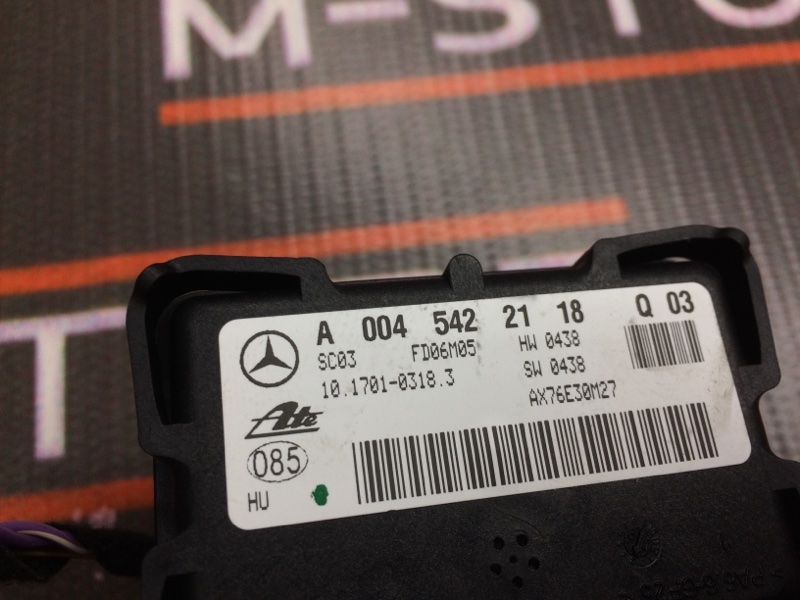 M-STO
T
A 004 542 21 18 Q 03
SC03 FD06M05 HW 0438
10.1701-0318.3 SW 0438
AX76E30M27
Ate
085
HU